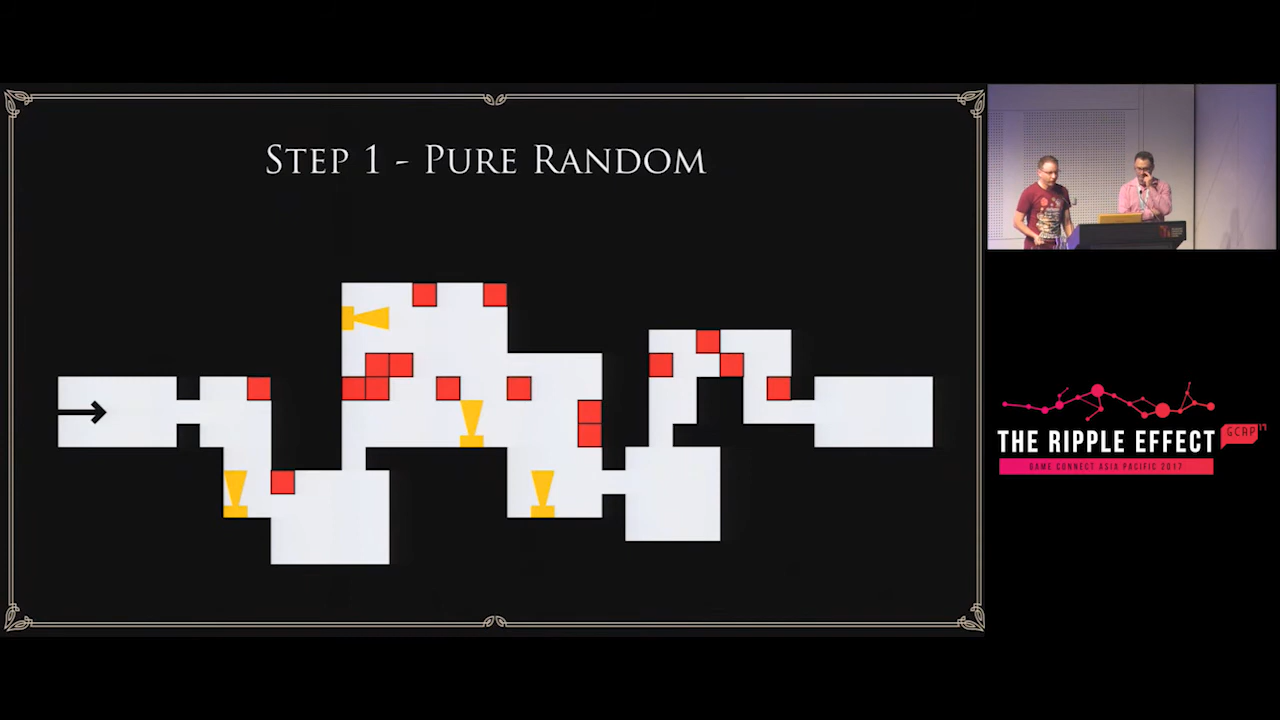 STEP 1 - PURE RANDOM
THE RIPPLE EFFECT
GCAP 17
GAME CONNECT ASIA PACIFIC 2017